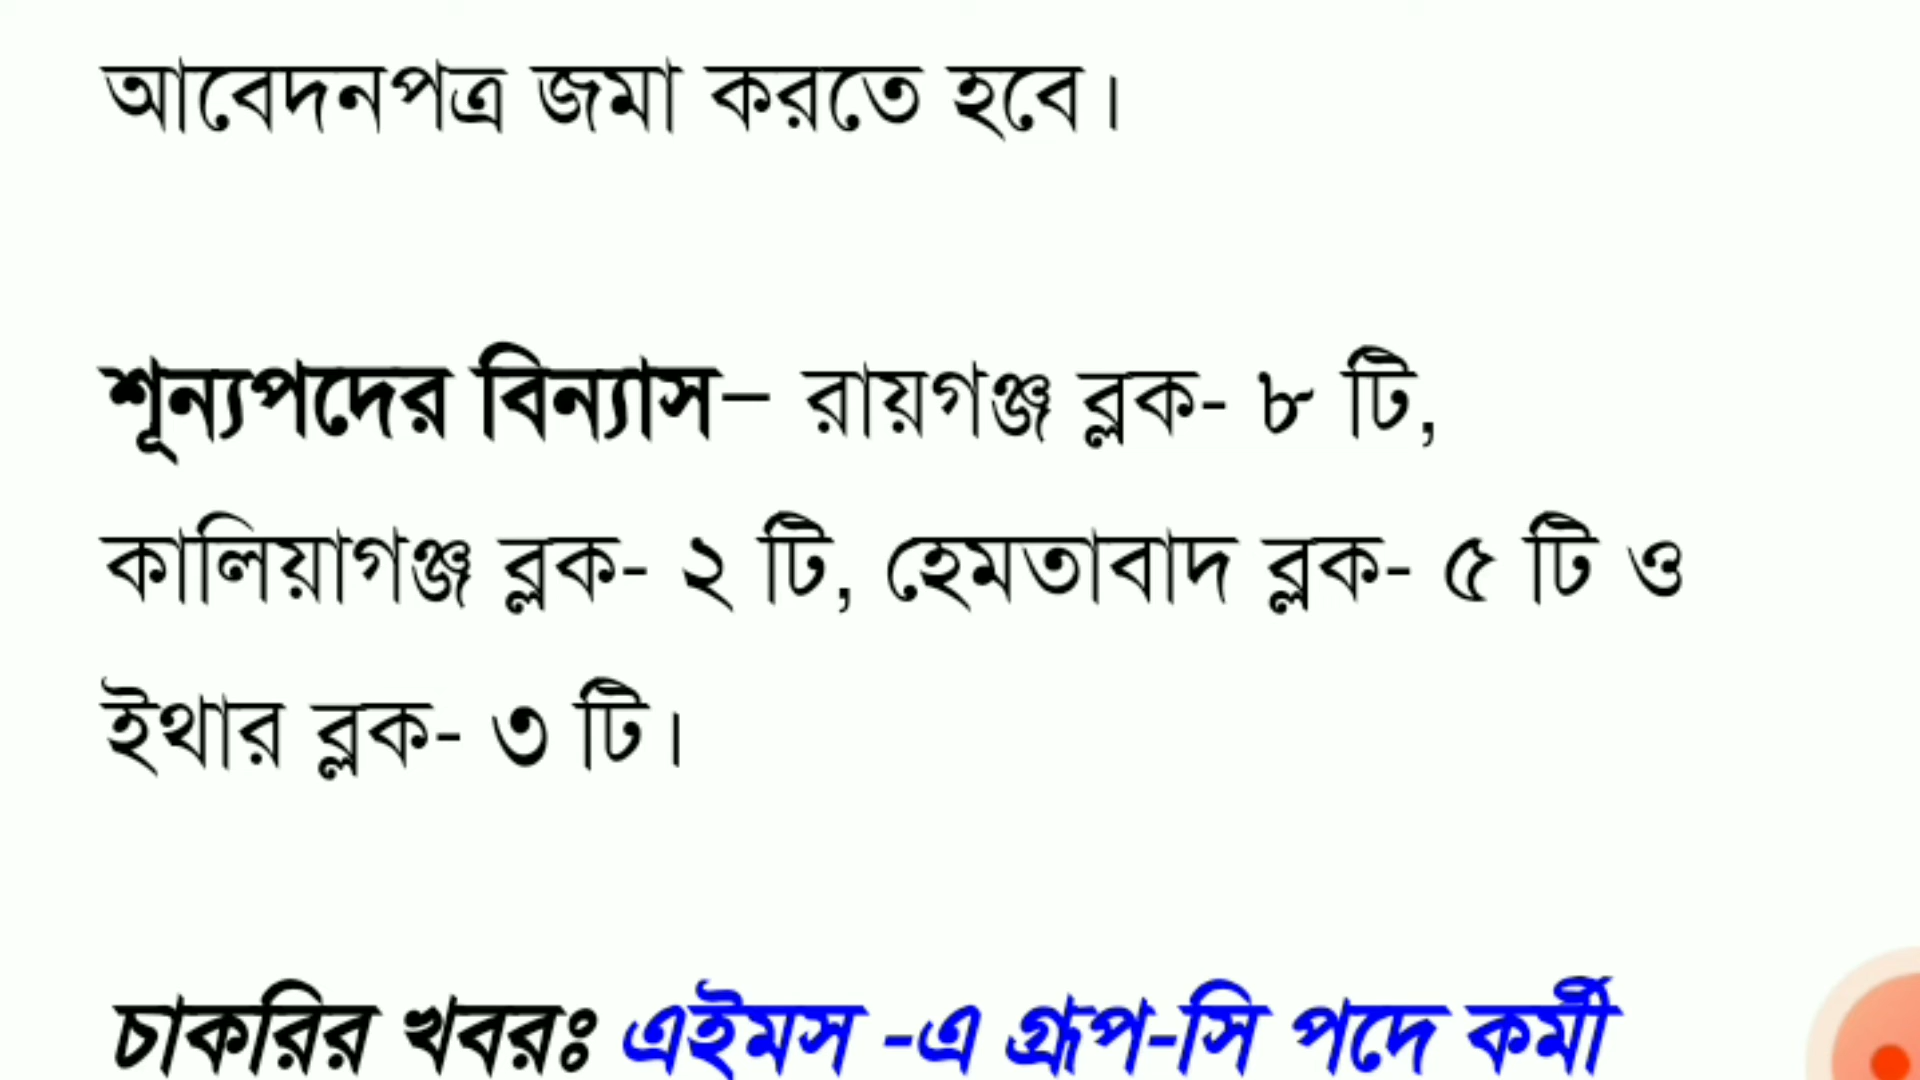 আবেদনপত্র জমা করতে হবে।
শূন্যপদের বিন্যাস– রায়গঞ্জ ব্লক- ৮ টি,
কালিয়াগঞ্জ ব্লক- ২ টি, হেমতাবাদ ব্লক- ৫ টি ও
ইথার ব্লক- ৩ টি।
চাকরির খবরঃ এইমস -এ গ্রূপ-সি পদে কর্মী